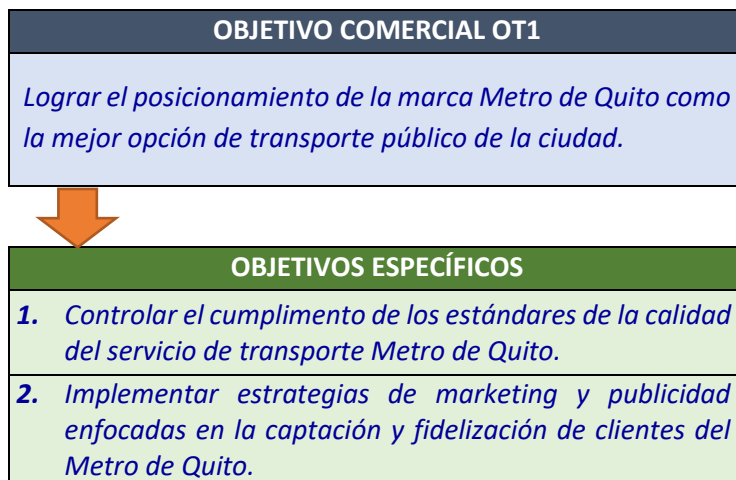 OBJETIVO COMERCIAL OT1
Lograr el posicionamiento de la marca Metro de Quito como
la mejor opción de transporte público de la ciudad.
OBJETIVOS ESPECÍFICOS
1. Controlar el cumplimento de los estándares de la calidad
del servicio de transporte Metro de Quito.
2. Implementar estrategias de marketing y publicidad
enfocadas en la captación y fidelización de clientes del
Metro de Quito.